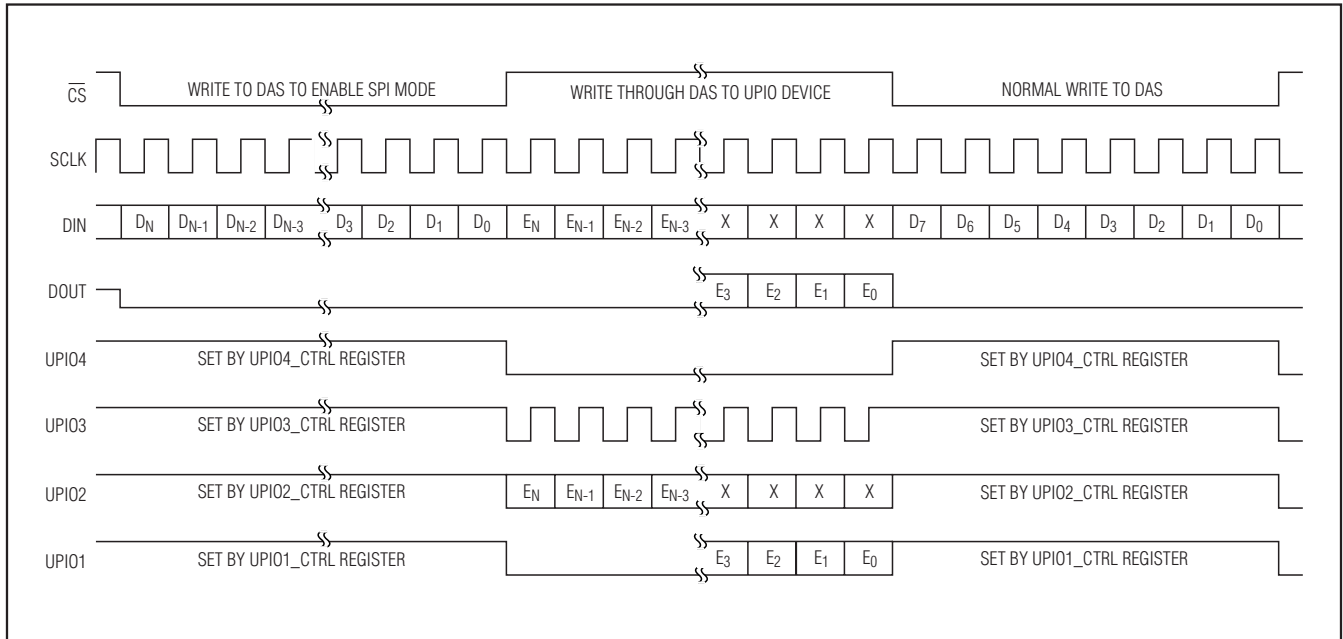 CS WRITE TO DAS TO ENABLE SPI MODE WRITE THROUGH DAS TO UPIO DEVICE NORMAL WRITE TO DAS
SCLK
DIN DN DN-1 DN-2 DN-3 D3 D2 D1 D0 EN EN-1 EN-2 EN-3 X X X X D7 D6 D5 D4 D3 D2 D1 D0
DOUT E3 E2 E1 E0
UPIO4 SET BY UPIO4_CTRL REGISTER SET BY UPIO4_CTRL REGISTER
UPIO3 SET BY UPIO3_CTRL REGISTER SET BY UPIO3_CTRL REGISTER
UPIO2 SET BY UPIO2_CTRL REGISTER EN EN-1 EN-2 EN-3 X X X X SET BY UPIO2_CTRL REGISTER
UPIO1 SET BY UPIO1_CTRL REGISTER E3 E2 E1 E0 SET BY UPIO1_CTRL REGISTER